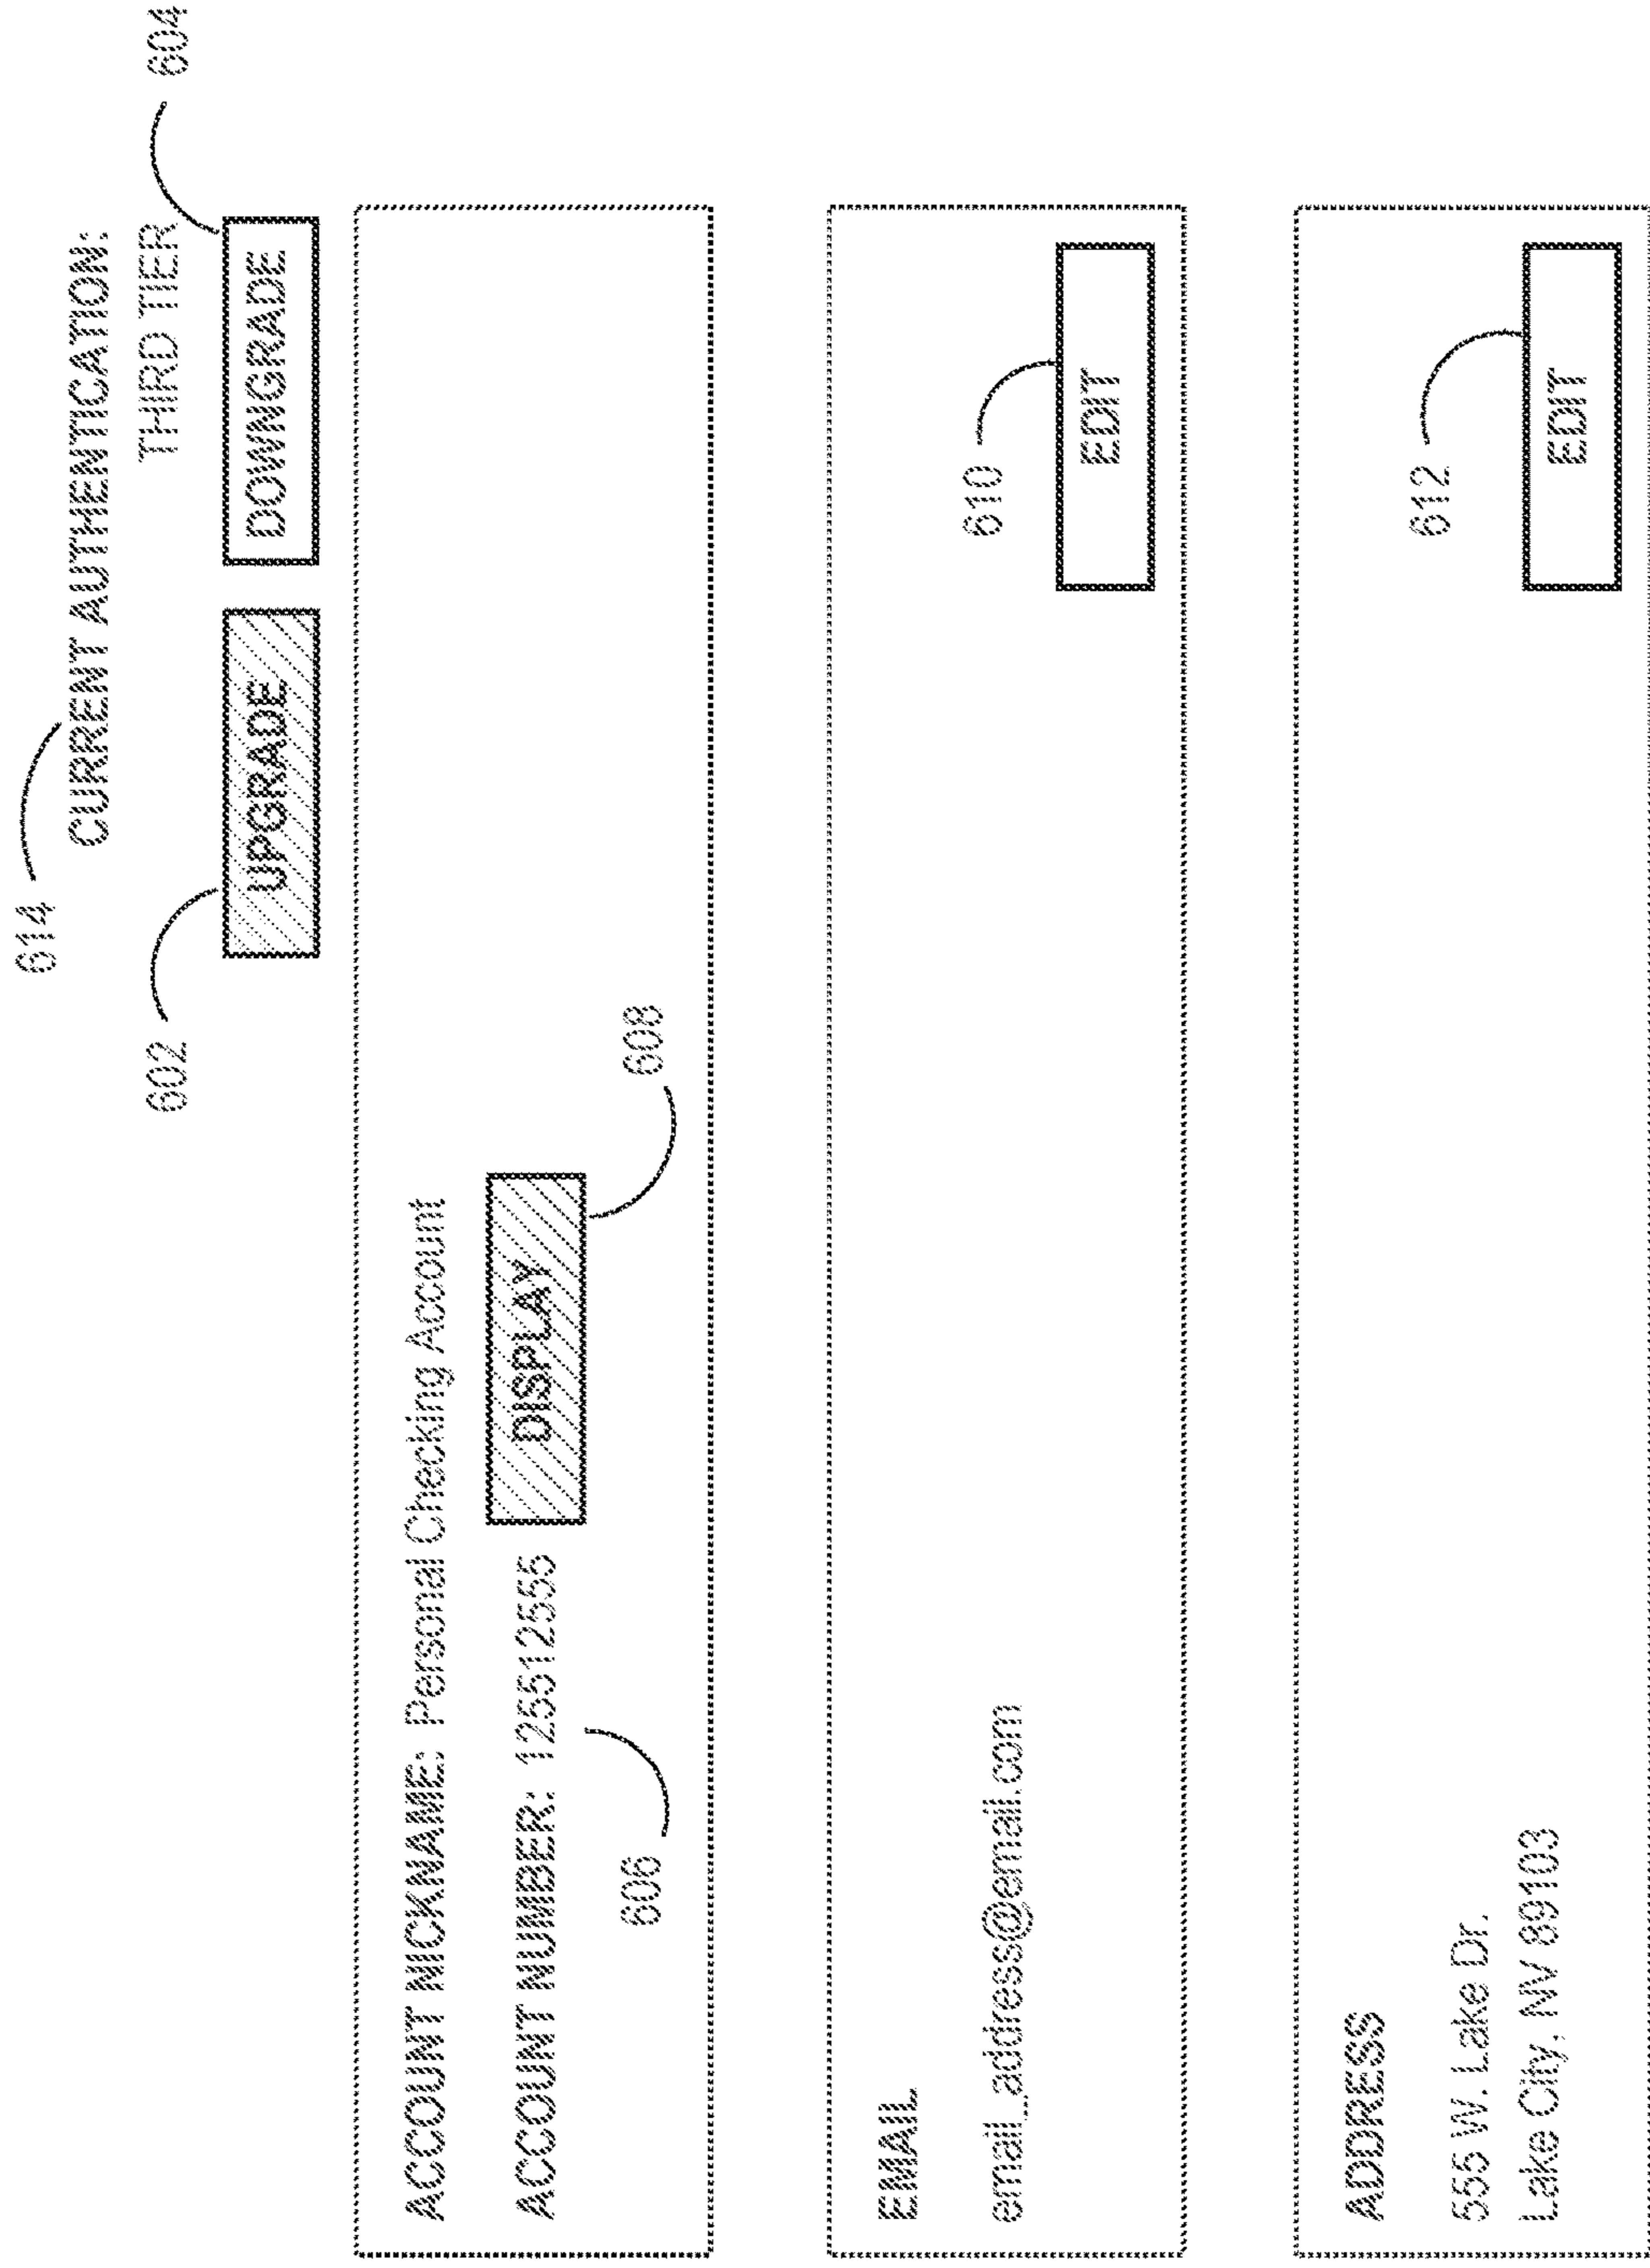 614
CURRENT AUTHENTICATION:
THIRD TIER
602
604
UPGRADE
DOWNGRADE
ACCOUNT NICKNAME: Personal Checking Account
ACCOUNT NUMBER: 125512555
DISPLAY
606
608
EMAIL
email_address@email.com
610
EDIT
ADDRESS
555 W. Lake Dr.
Lake City, NV 89103
612
EDIT